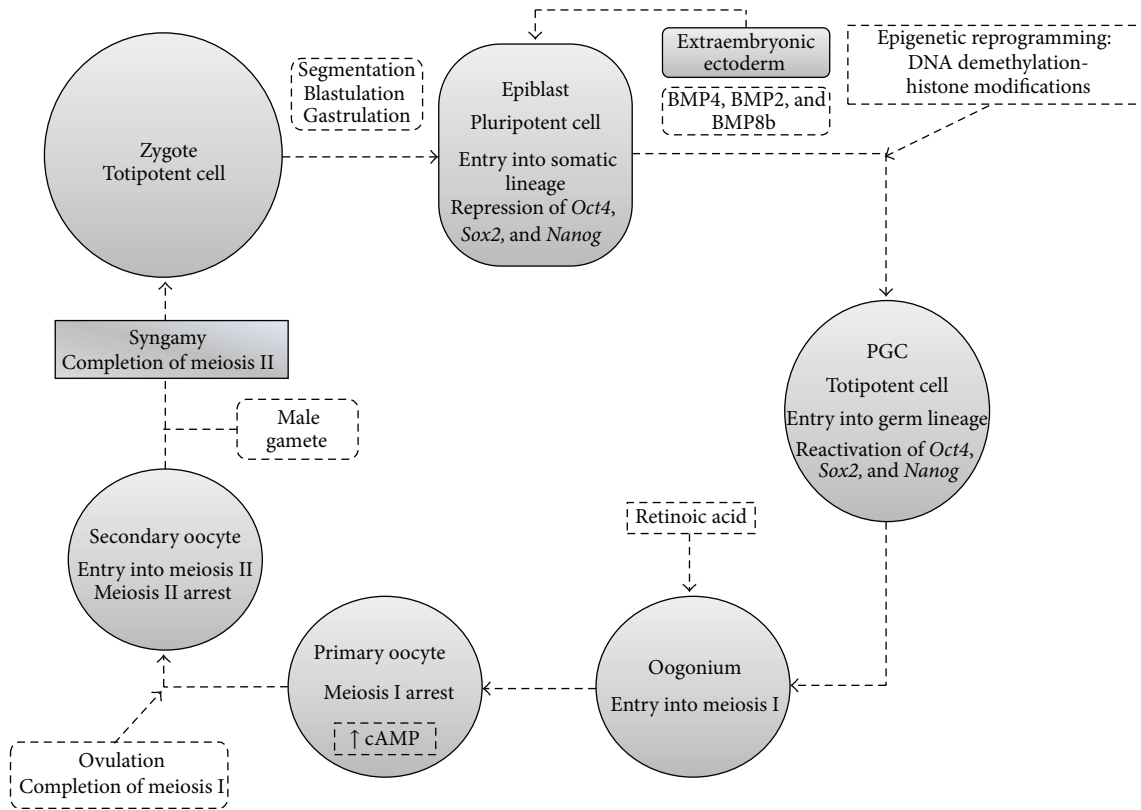 Zygote
Totipotent cell
Segmentation
Blastulation
Gastrulation
Epiblast
Pluripotent cell
Entry into somatic
lineage
Repression of Oct4,
Sox2, and Nanog
Extraembryonic
ectoderm
BMP4, BMP2, and
BMP8b
Epigenetic reprogramming:
DNA demethylation-
histone modifications
PGC
Totipotent cell
Entry into germ lineage
Reactivation of Oct4,
Sox2, and Nanog
Retinoic acid
Oogonium
Entry into meiosis I
Primary oocyte
Meiosis I arrest
↑ cAMP
Ovulation
Completion of meiosis I
Secondary oocyte
Entry into meiosis II
Meiosis II arrest
Male
gamete
Syngamy
Completion of meiosis II